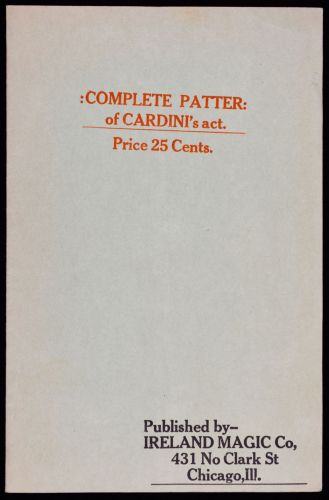 :COMPLETE PATTER:
of CARDINI's act.
Price 25 Cents.
Published by–
IRELAND MAGIC Co,
431 No Clark St
Chicago,Ill.